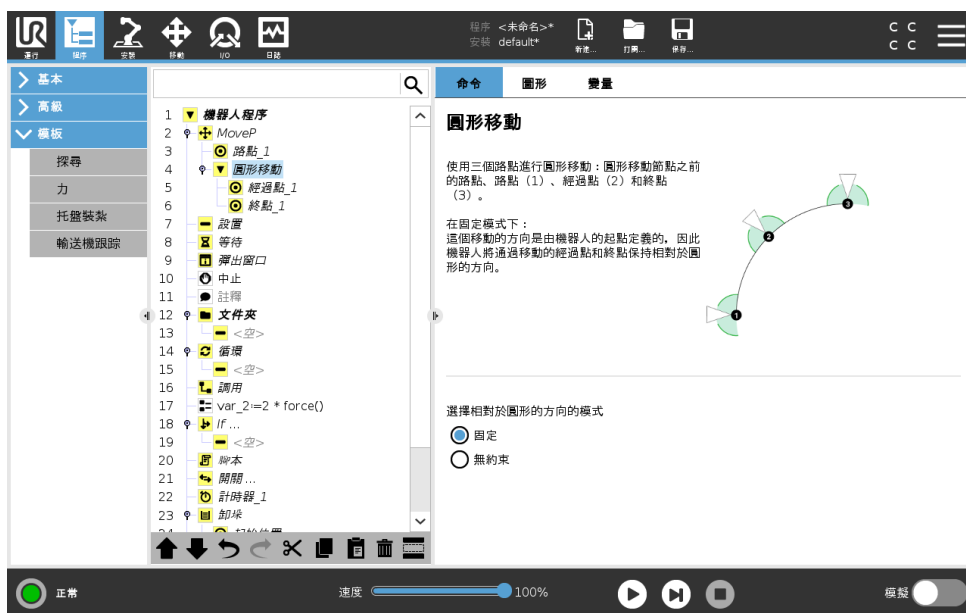 程序 <未命名>*
安裝 default*
運行 程序 安裝 移動 I/O 日誌
新建... 打開... 保存...
C C
C C
基本
高級
模板
探尋
力
托盤裝紮
輸送機跟踪
1 機器人程序
2 MoveP
3 路點_1
4 圓形移動
5 經過點_1
6 終點_1
7 設置
8 等待
9 彈出窗口
10 中止
11 註釋
12 文件夾
13 <空>
14 循環
15 <空>
16 調用
17 var_2≔2 * force()
18 If ...
19 <空>
20 腳本
21 開關 ...
22 計時器_1
23 卸垛
命令 圖形 變量
圓形移動
使用三個路點進行圓形移動：圓形移動節點之前
的路點、路點（1）、經過點（2）和終點
（3）。
在固定模式下：
這個移動的方向是由機器人的起點定義的，因此
機器人將通過移動的經過點和終點保持相對於圓
形的方向。
1
2
3
選擇相對於圓形的方向的模式
固定
無約束
正常
速度 100%
模擬